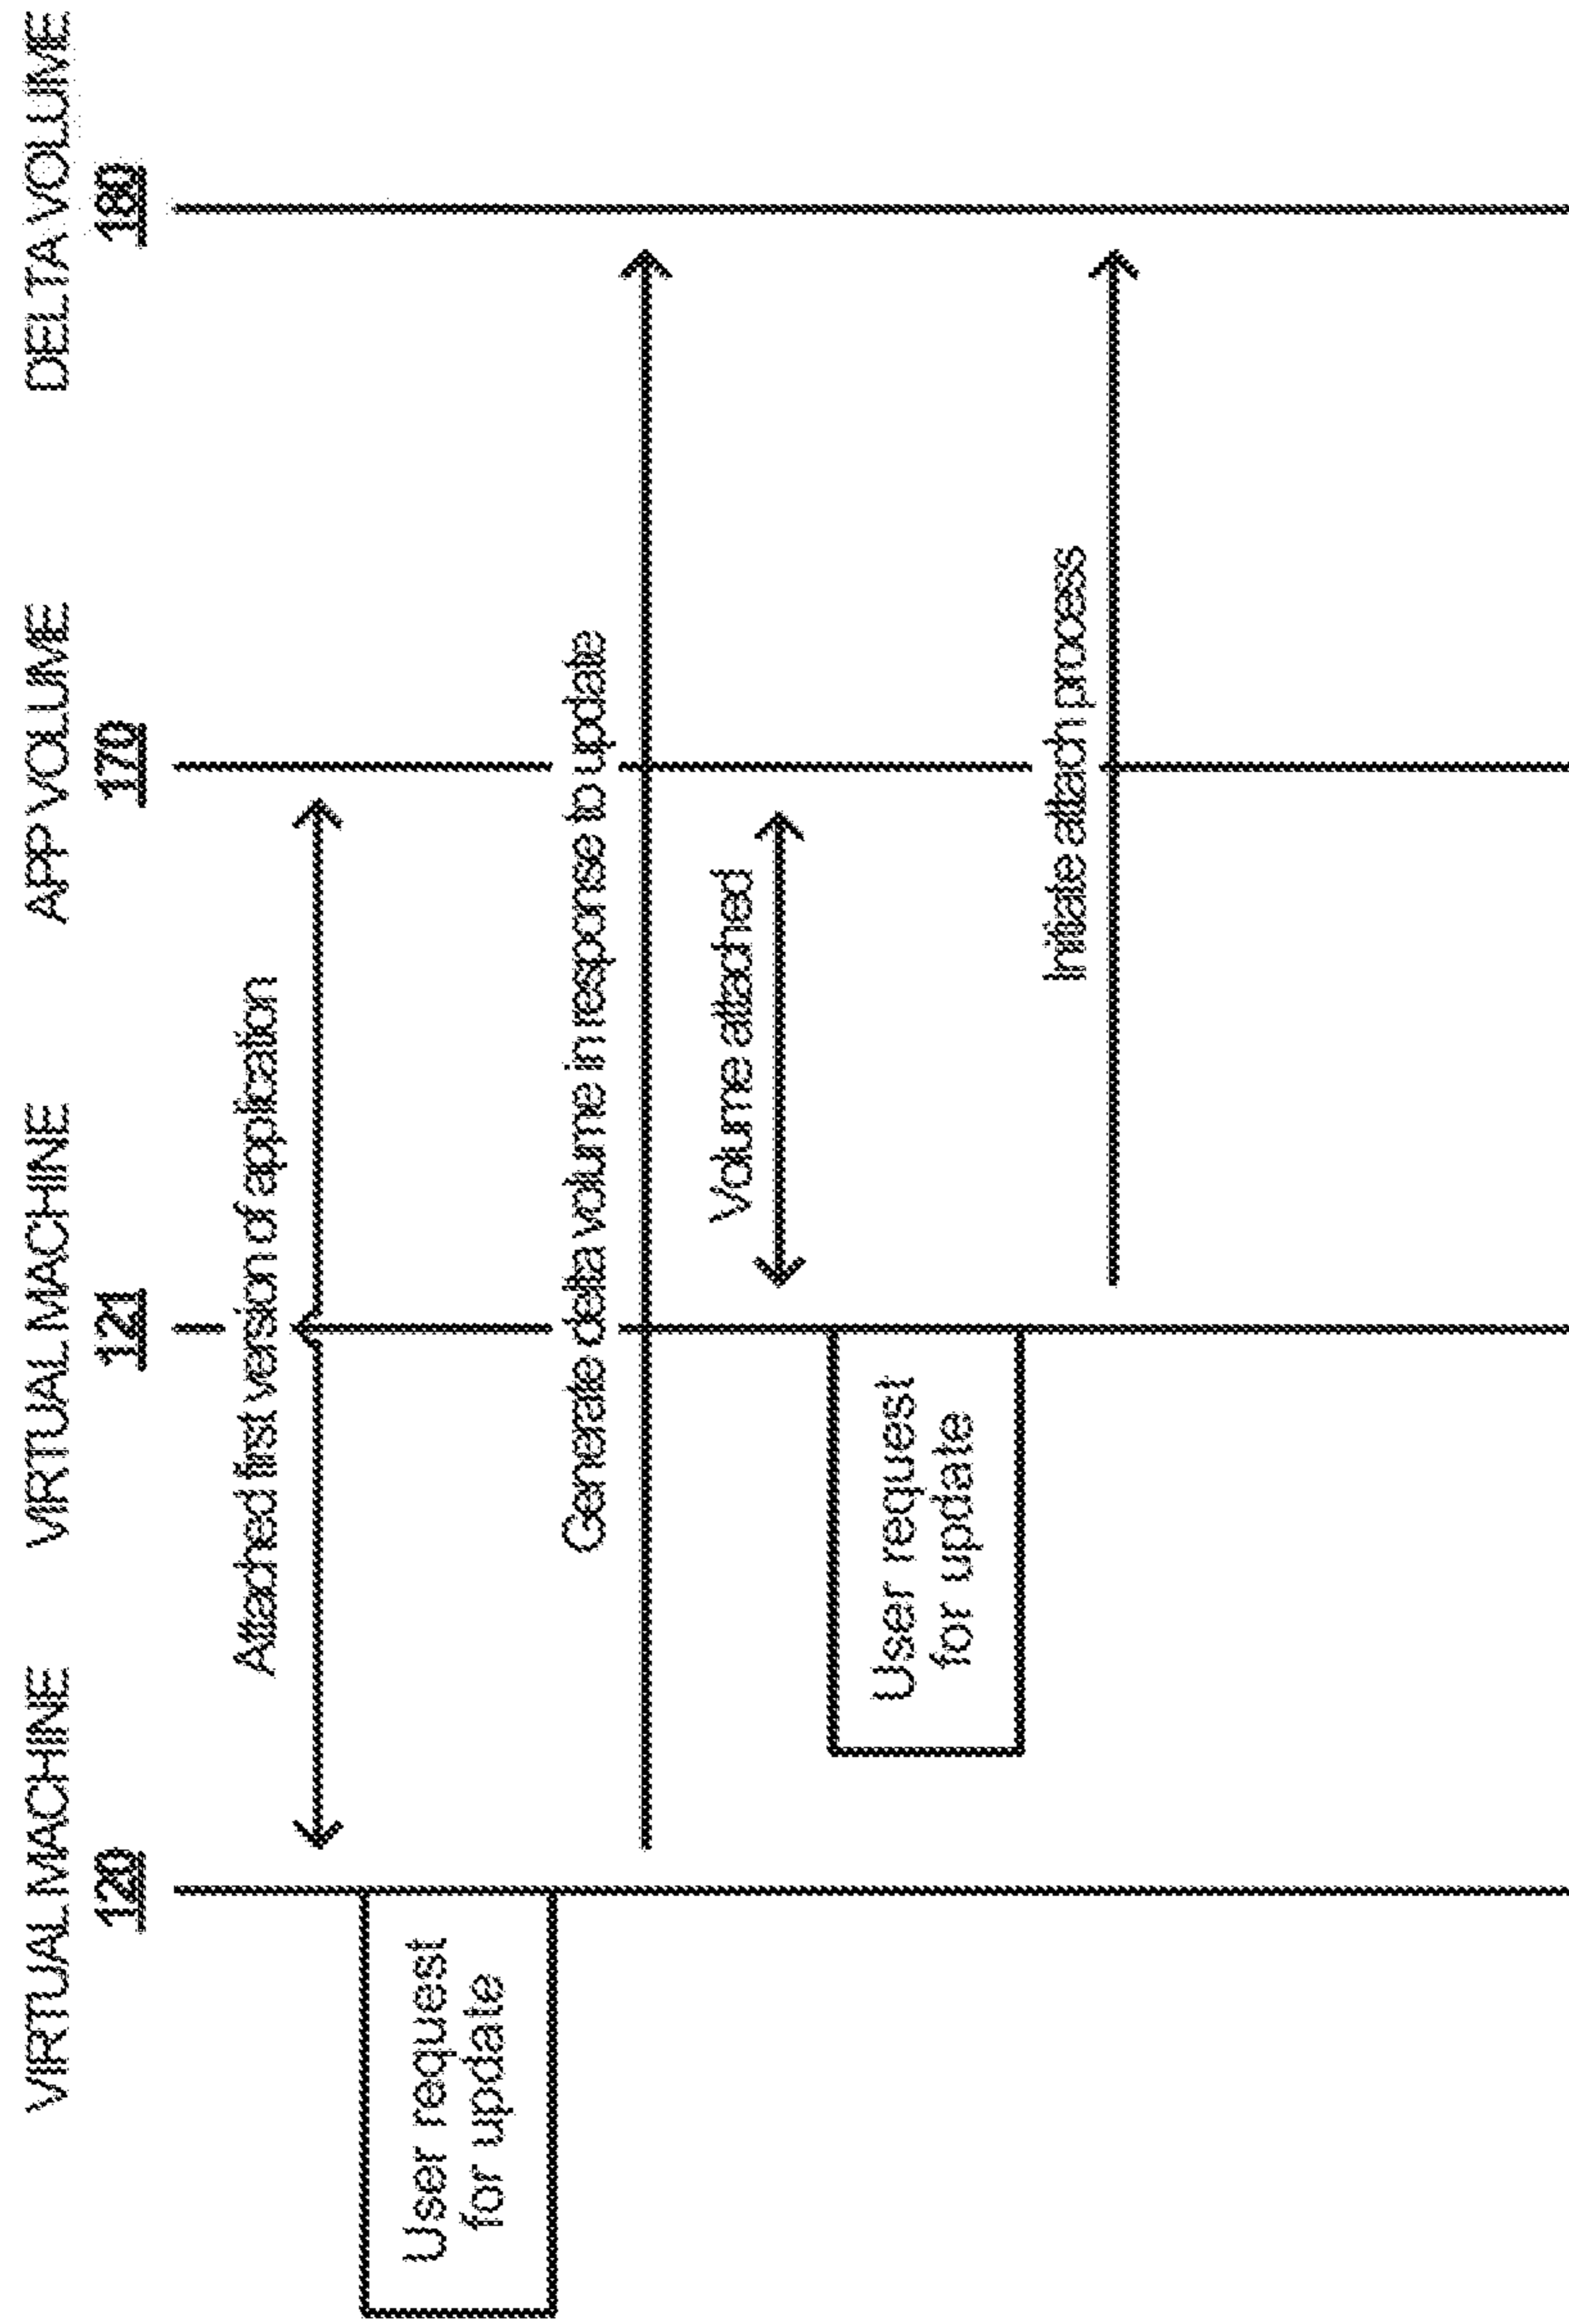 VIRTUAL MACHINE
120
VIRTUAL MACHINE
121
APP VOLUME
170
DELTA VOLUME
180
Attached first version of application
User request
for update
Generate delta volume in response to update
Volume attached
User request
for update
Initiate attach process